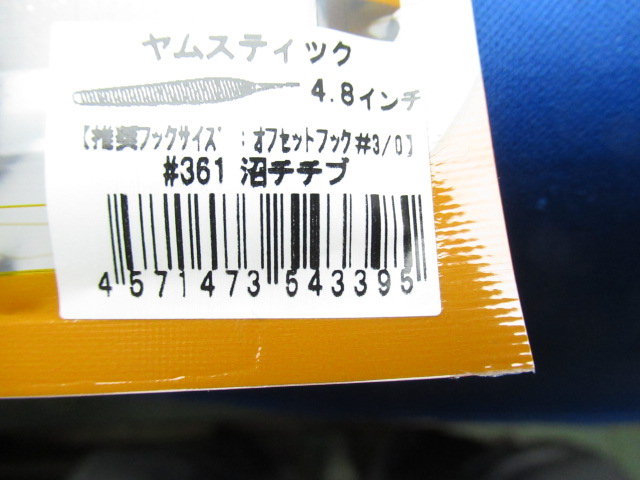 ヤムスティック
4.8インチ
【推奨フックサイズ:オフセットフック#3/0】
#361 沼チチブ
4 571473 543395